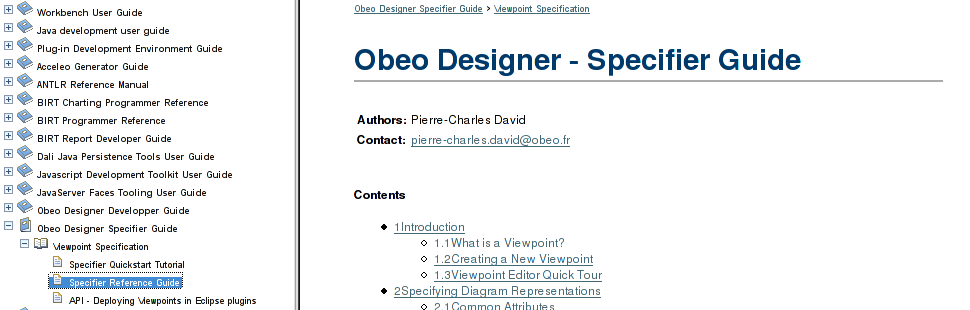 Workbench User Guide
Java development user guide
Plug-in Development Environment Guide
Acceleo Generator Guide
ANTLR Reference Manual
BIRT Charting Programmer Reference
BIRT Programmer Reference
BIRT Report Developer Guide
Dali Java Persistence Tools User Guide
Javascript Development Toolkit User Guide
JavaServer Faces Tooling User Guide
Obeo Designer Developper Guide
Obeo Designer Specifier Guide
Viewpoint Specification
Specifier Quickstart Tutorial
Specifier Reference Guide
API - Deploying Viewpoints in Eclipse plugins
Obeo Designer Specifier Guide > Viewpoint Specification
Obeo Designer - Specifier Guide
Authors: Pierre-Charles David
Contact: pierre-charles.david@obeo.fr
Contents
1Introduction
1.1What is a Viewpoint?
1.2Creating a New Viewpoint
1.3Viewpoint Editor Quick Tour
2Specifying Diagram Representations
2.1Common Attributes